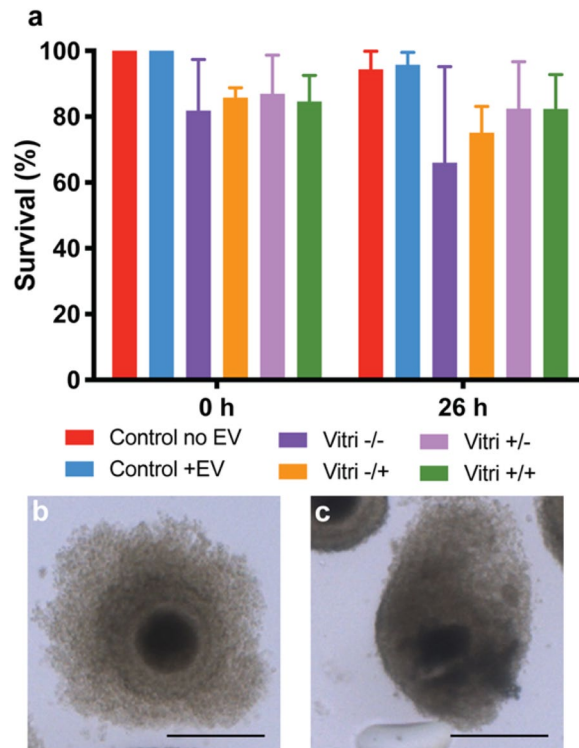 a
100
80
60
40
20
0
Survival (%)
0 h 26 h
Control no EV Vitri -/- Vitri +/-
Control +EV Vitri -/+ Vitri +/+
b c